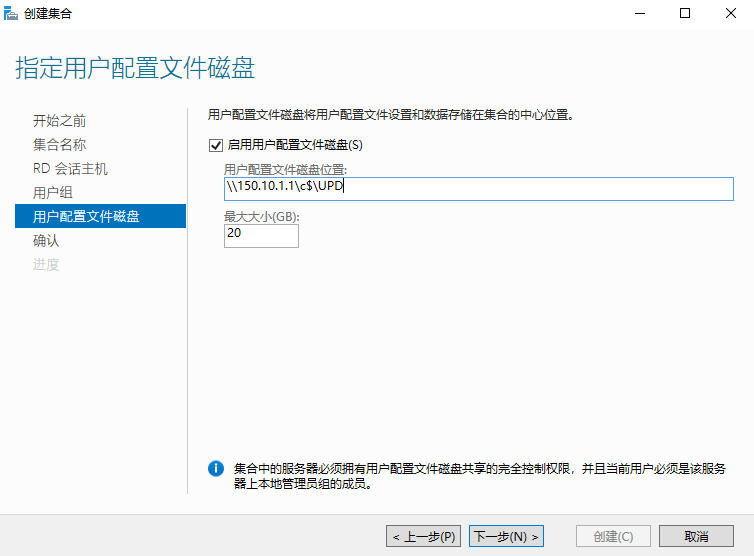 创建集合
指定用户配置文件磁盘
开始之前
集合名称
RD 会话主机
用户组
用户配置文件磁盘
确认
进度
用户配置文件磁盘将用户配置文件设置和数据存储在集合的中心位置。
启用用户配置文件磁盘(S)
用户配置文件磁盘位置:
\\150.10.1.1\c$\UPD
最大大小(GB):
20
集合中的服务器必须拥有用户配置文件磁盘共享的完全控制权限，并且当前用户必须是该服务
器上本地管理员组的成员。
< 上一步(P)
下一步(N) >
创建(C)
取消